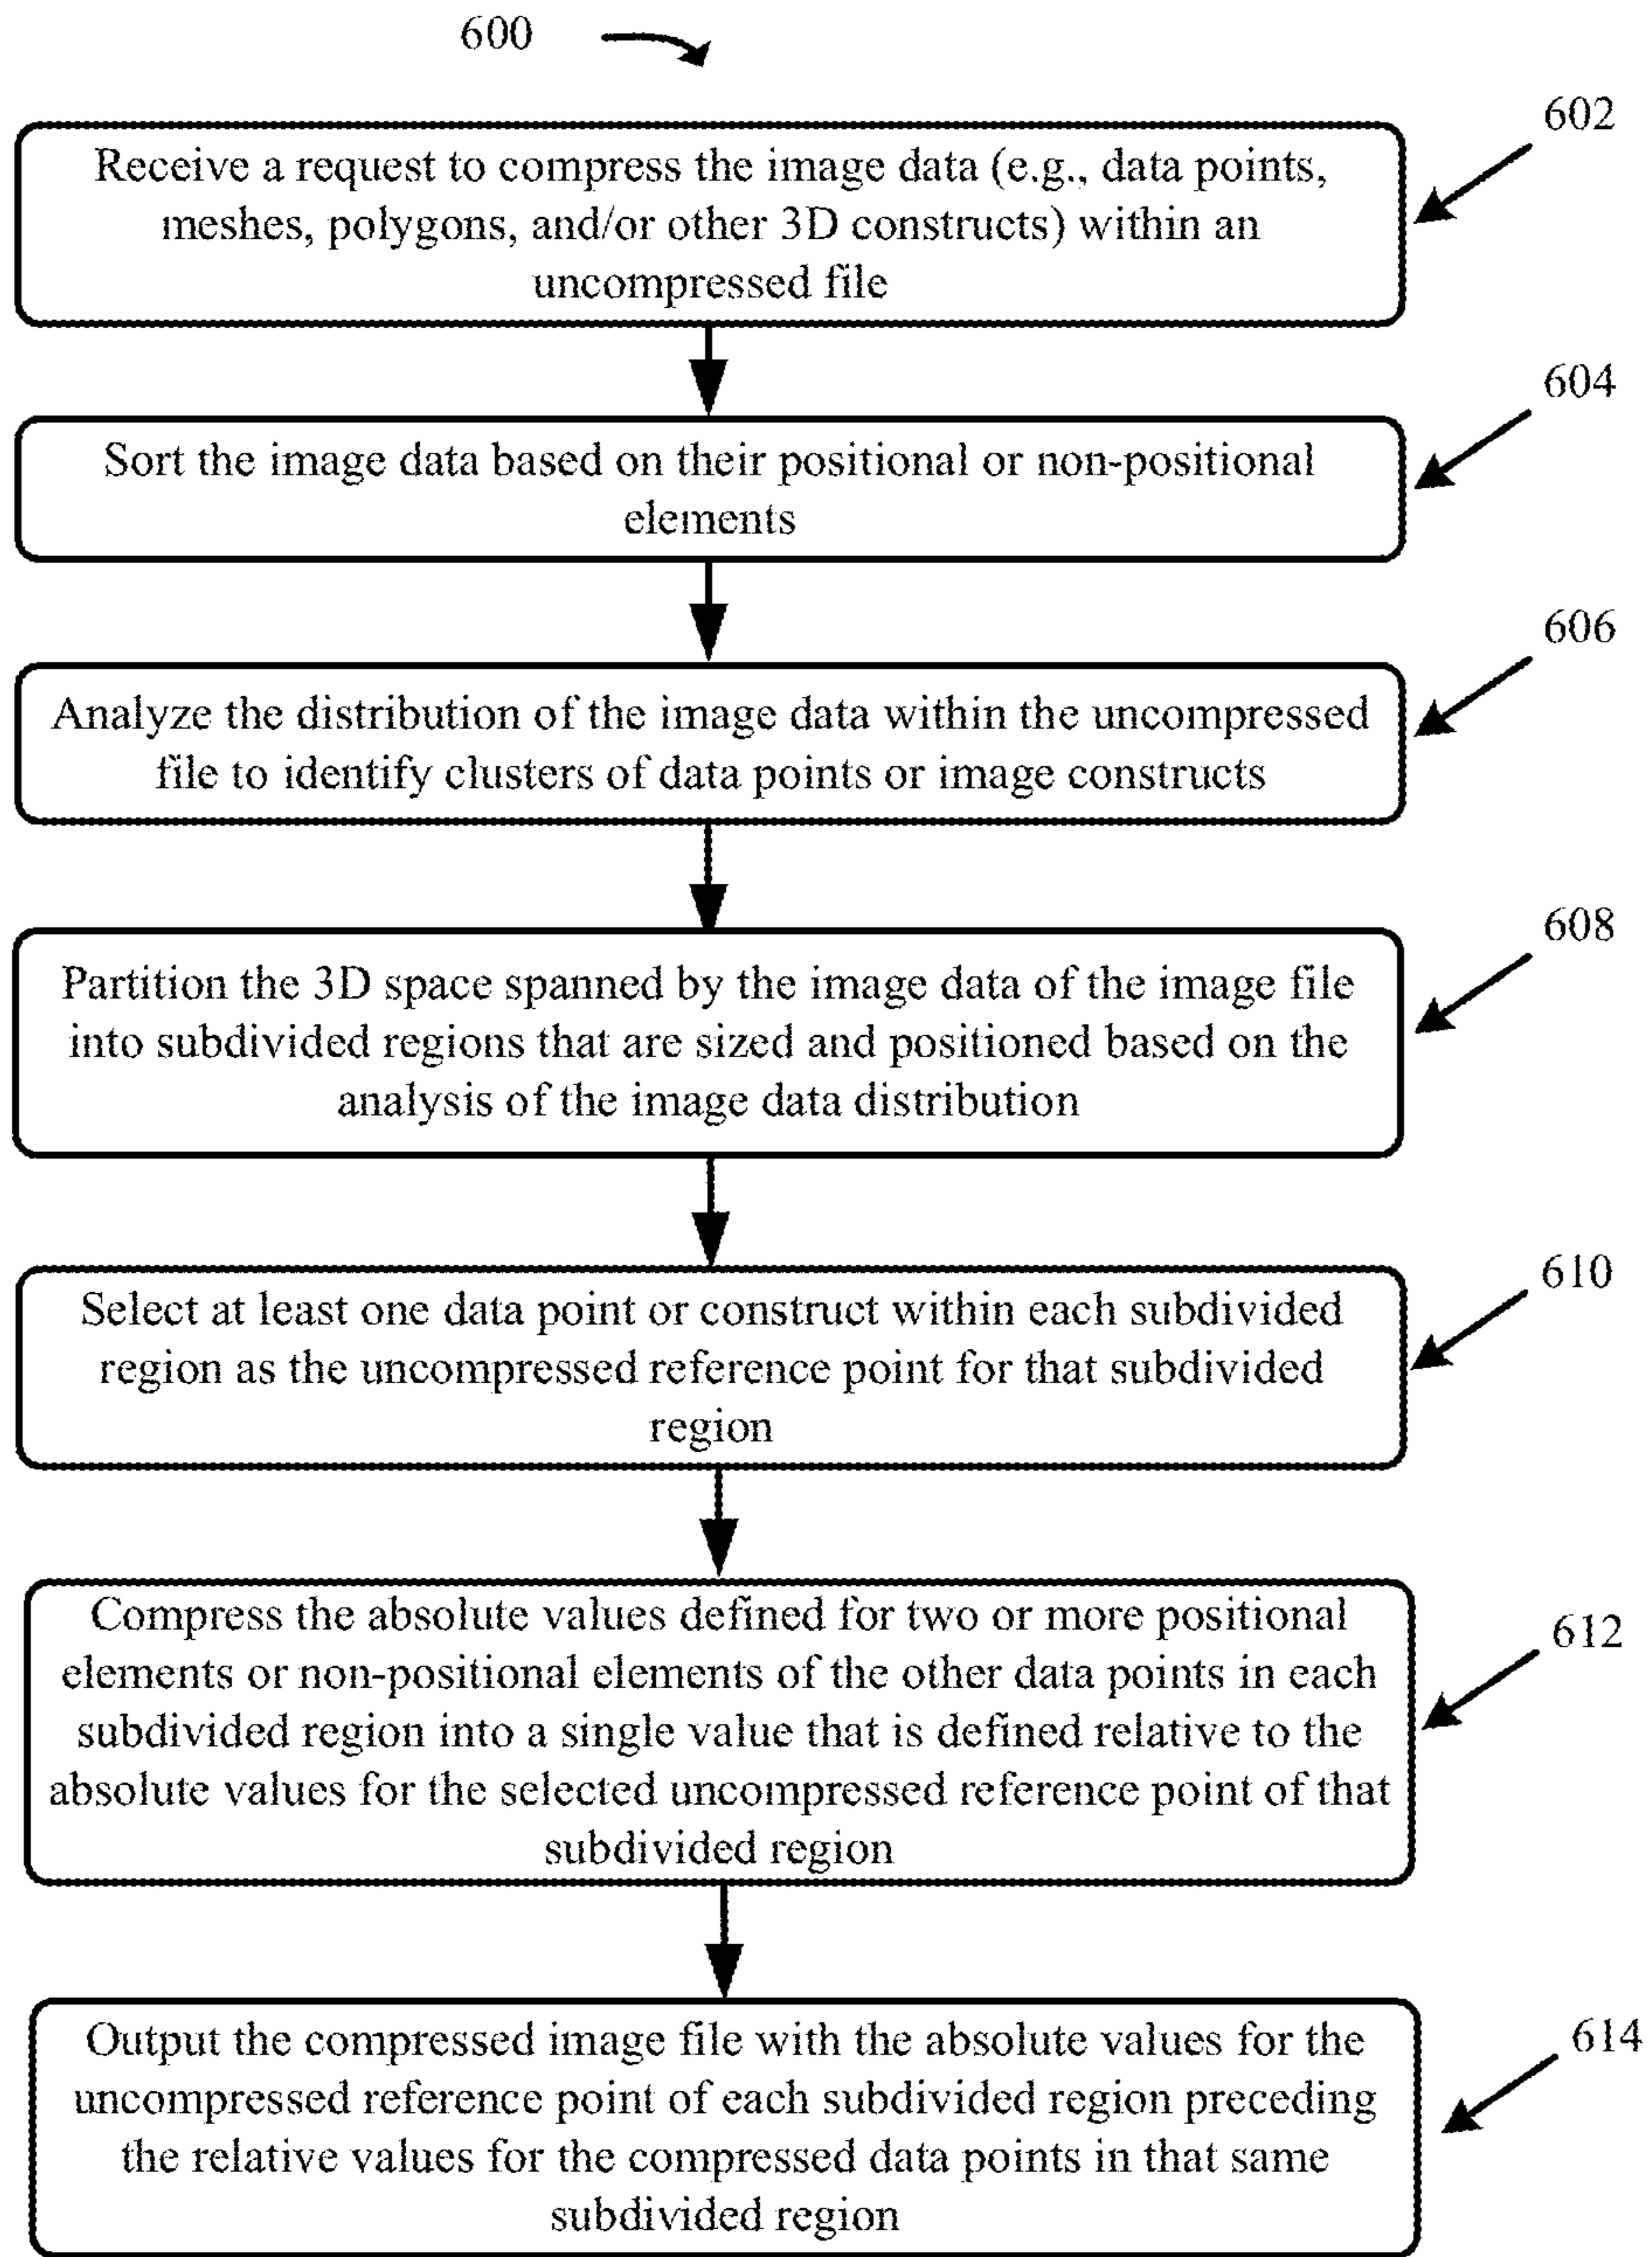 600
602
Receive a request to compress the image data (e.g., data points,
meshes, polygons, and/or other 3D constructs) within an
uncompressed file
604
Sort the image data based on their positional or non-positional
elements
606
Analyze the distribution of the image data within the uncompressed
file to identify clusters of data points or image constructs
608
Partition the 3D space spanned by the image data of the image file
into subdivided regions that are sized and positioned based on the
analysis of the image data distribution
610
Select at least one data point or construct within each subdivided
region as the uncompressed reference point for that subdivided
region
612
Compress the absolute values defined for two or more positional
elements or non-positional elements of the other data points in each
subdivided region into a single value that is defined relative to the
absolute values for the selected uncompressed reference point of that
subdivided region
614
Output the compressed image file with the absolute values for the
uncompressed reference point of each subdivided region preceding
the relative values for the compressed data points in that same
subdivided region